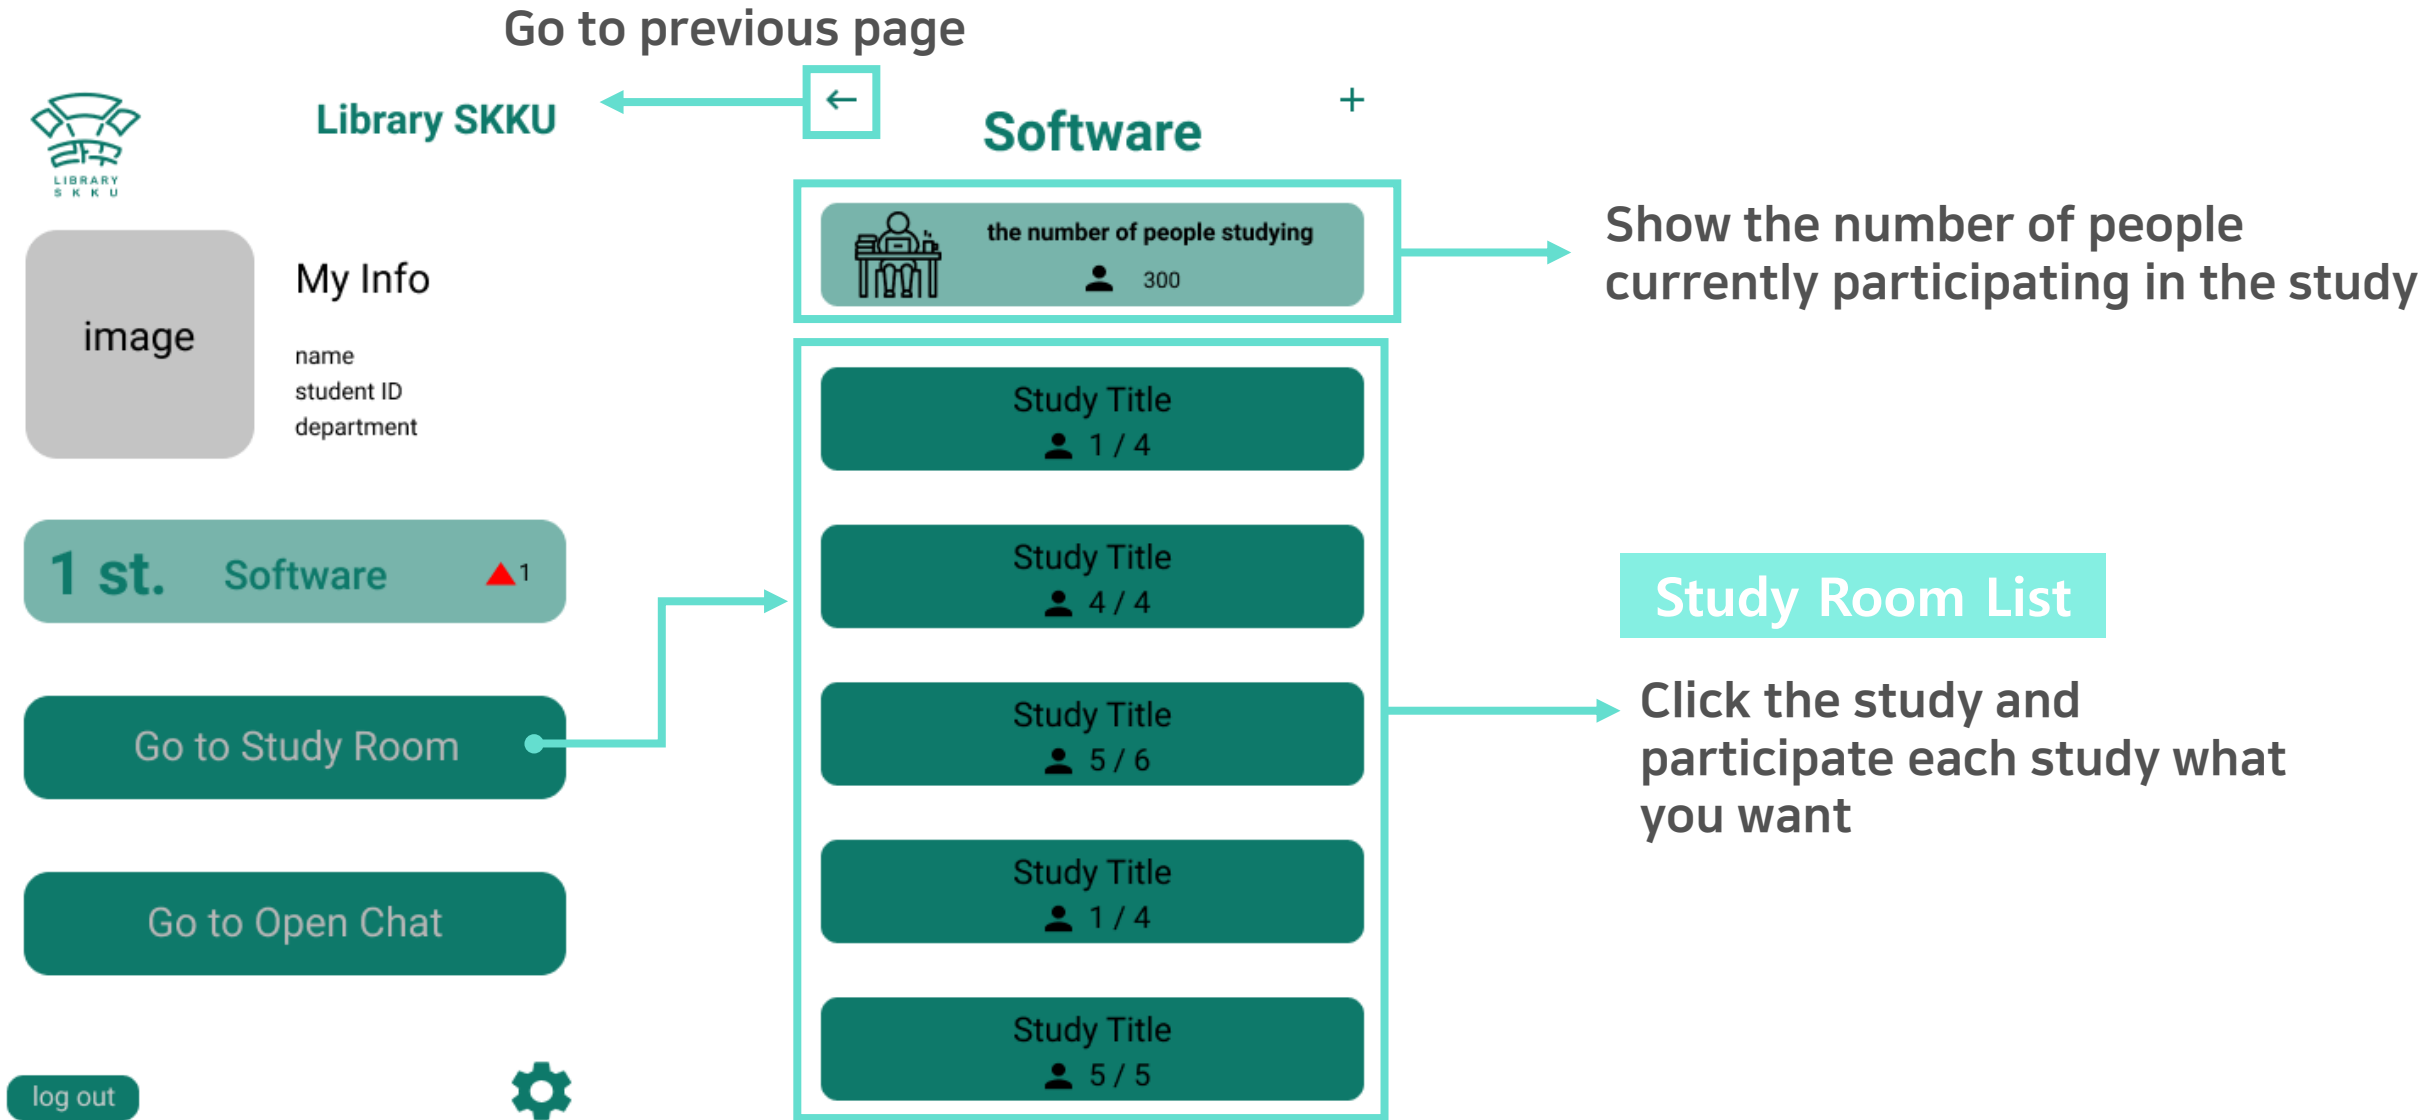 Go to previous page
Library SKKU
LIBRARY
SKKU
My Info
image
name
student ID
department
1 st. Software 1
Go to Study Room
Go to Open Chat
log out
←
+
Software
the number of people studying
300
Study Title
1 / 4
Study Title
4 / 4
Study Title
5 / 6
Study Title
1 / 4
Study Title
5 / 5
Show the number of people
currently participating in the study
Study Room List
Click the study and
participate each study what
you want